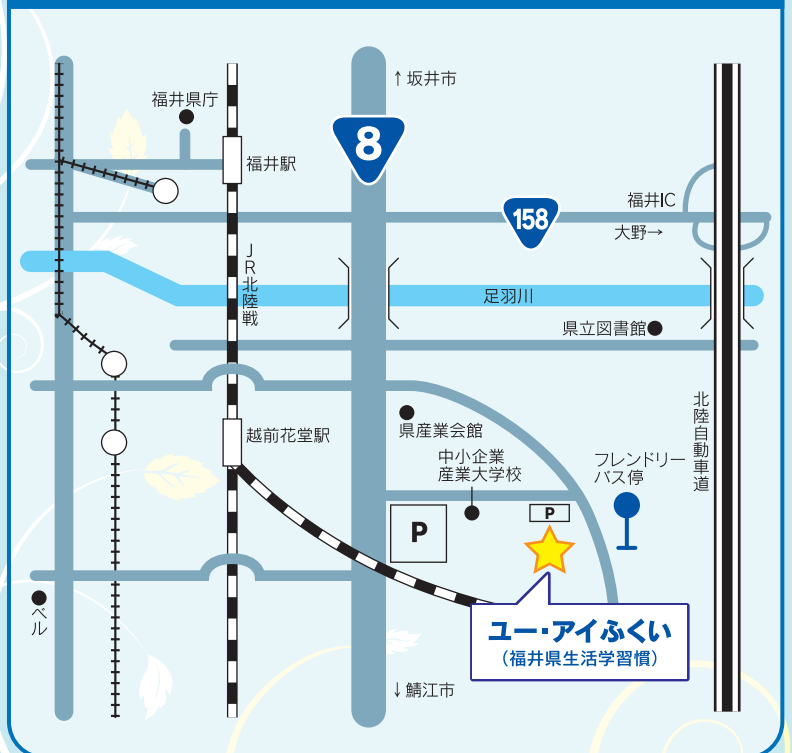 ↑坂井市
福井県庁
8
福井駅
福井IC
158
大野→
JR北陸戦
足羽川
県立図書館
北陸自動車道
県産業会館
越前花堂駅
中小企業
産業大学校
フレンドリー
バス停
P
P
ベル
ユー・アイふくい
(福井県生活学習慣)
↓鯖江市